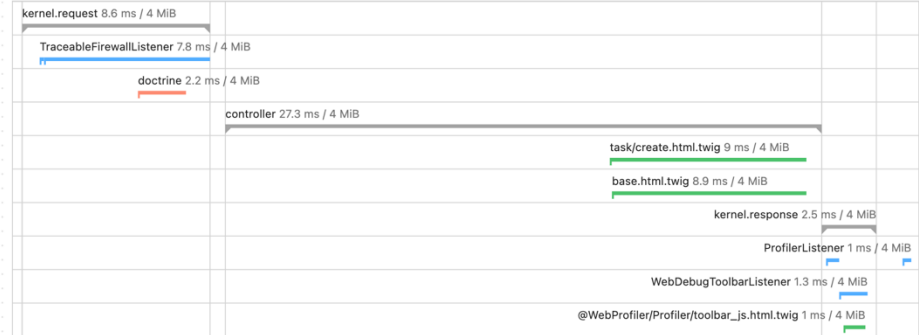 kernel.request 8.6 ms / 4 MiB
TraceableFirewallListener 7.8 ms / 4 MiB
doctrine 2.2 ms / 4 MiB
controller 27.3 ms / 4 MiB
task/create.html.twig 9 ms / 4 MiB
base.html.twig 8.9 ms / 4 MiB
kernel.response 2.5 ms / 4 MiB
ProfilerListener 1 ms / 4 MiB
WebDebugToolbarListener 1.3 ms / 4 MiB
@WebProfiler/Profiler/toolbar_js.html.twig 1 ms / 4 MiB